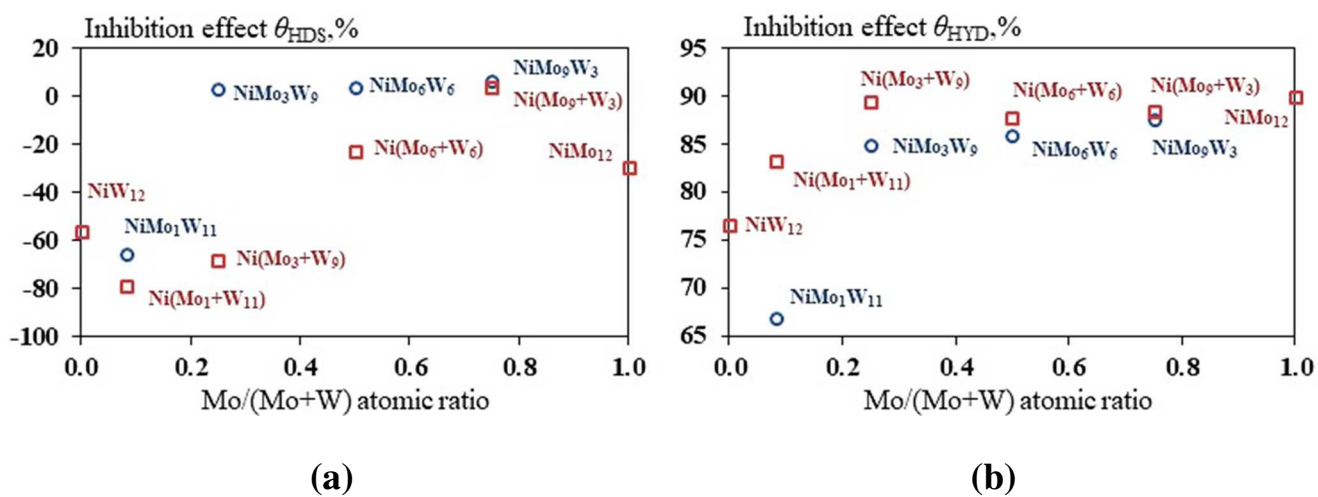 Inhibition effect θHDS,%
20
0
-20
-40
-60
-80
-100
NiMo9W3
NiMo3W9
NiMo6W6
Ni(Mo9+W3)
Ni(Mo6+W6)
NiMo12
NiW12
NiMo1W11
Ni(Mo3+W9)
Ni(Mo1+W11)
0.0 0.2 0.4 0.6 0.8 1.0
Mo/(Mo+W) atomic ratio
(a)
Inhibition effect θHYD,%
95
90
85
80
75
70
65
Ni(Mo3+W9)
Ni(Mo6+W6)
Ni(Mo9+W3)
NiMo12
NiMo3W9
NiMo6W6
NiMo9W3
Ni(Mo1+W11)
NiW12
NiMo1W11
0.0 0.2 0.4 0.6 0.8 1.0
Mo/(Mo+W) atomic ratio
(b)